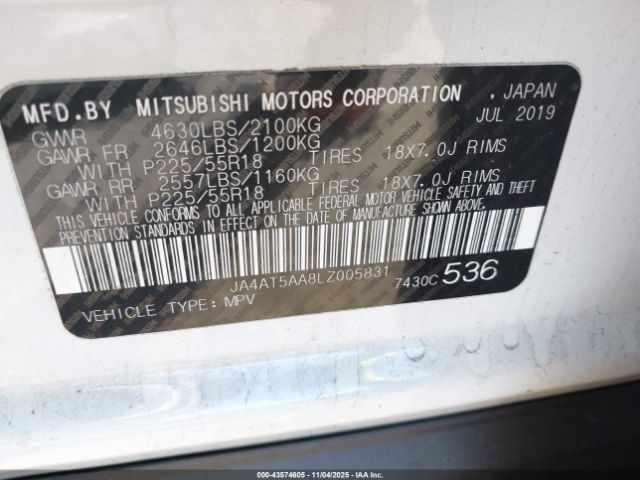 MFD.BY MITSUBISHI MOTORS CORPORATION , JAPAN
JUL 2019
GVWR 4630LBS/2100KG
GAWR FR 2646LBS/1200KG
WITH P225/55R18 TIRES 18X7.0J RIMS
GAWR RR 2557LBS/1160KG
WITH P225/55R18 TIRES 18X7.0J RIMS
THIS VEHICLE CONFORMS TO ALL APPLICABLE FEDERAL MOTOR VEHICLE SAFETY AND THEFT
PREVENTION STANDARDS IN EFFECT ON THE DATE OF MANUFACTURE SHOWN ABOVE.
JA4AT5AA8LZ005831 7430C 536
VEHICLE TYPE: MPV
000-43574605 - 11/04/2025 - IAAI.com